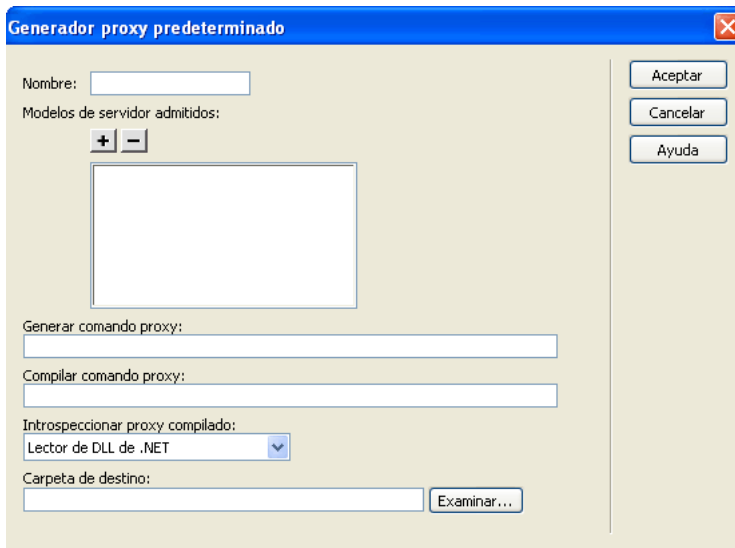 Generador proxy predeterminado
Nombre:
Modelos de servidor admitidos:
+ −
Generar comando proxy:
Compilar comando proxy:
Introspeccionar proxy compilado:
Lector de DLL de .NET
Carpeta de destino:
Examinar...
Aceptar
Cancelar
Ayuda